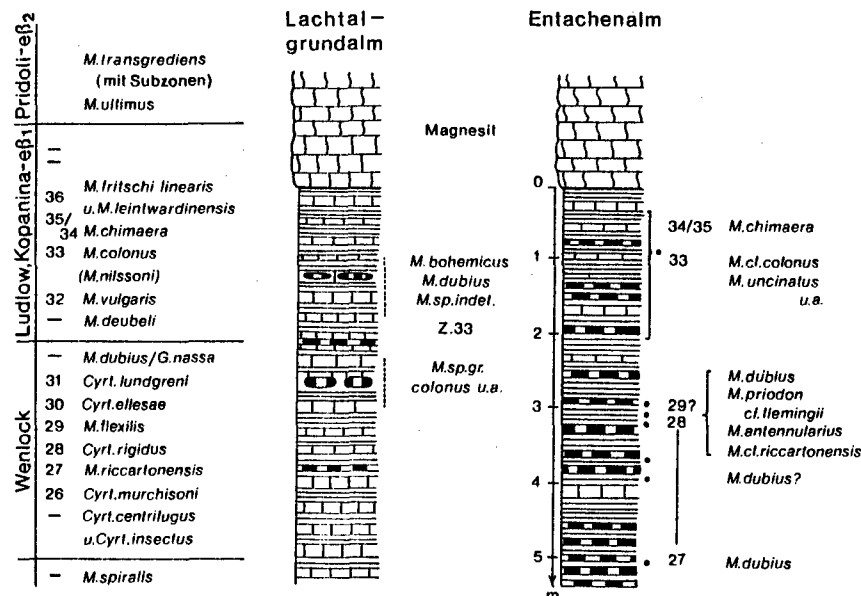 Lachtal–
grundalm
Entachenalm
Pridoli-eß2
M.transgrediens
(mit Subzonen)
M.ultimus
Ludlow, Kopanina-eß1
–
–
36 M.fritschi linearis
u.M.leintwardinensis
35/
34 M.chimaera
33 M.colonus
(M.nilssoni)
32 M.vulgaris
– M.deubeli
Wenlock
– M.dubius/G.nassa
31 Cyrt.lundgreni
30 Cyrt.ellesae
29 M.flexilis
28 Cyrt.rigidus
27 M.riccartonensis
26 Cyrt.murchisoni
– Cyrt.centrifugus
u.Cyrt.insectus
– M.spiralis
Magnesit
M.bohemicus
M.dubius
M.sp.indet.
Z.33
M.sp.gr.
colonus u.a.
0
1
2
3
4
5
m
34/35 M.chimaera
33 M.cf.colonus
M.uncinatus
u.a.
M.dubius
M.priodon
29? cf.flemingii
28 M.antennularius
M.cf.riccartonensis
M.dubius?
27 M.dubius